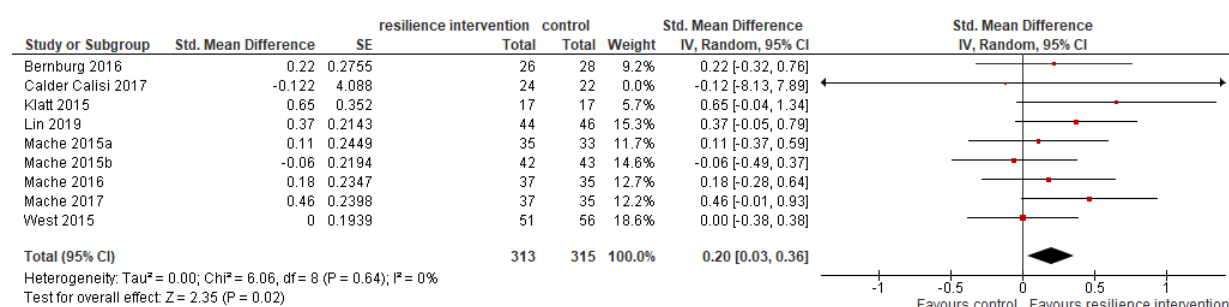 resilience intervention control Std. Mean Difference Std. Mean Difference
Study or Subgroup Std. Mean Difference SE Total Total Weight IV, Random, 95% CI IV, Random, 95% CI
Bernburg 2016 0.22 0.2755 26 28 9.2% 0.22 [-0.32, 0.76]
Calder Calisi 2017 -0.122 4.088 24 22 0.0% -0.12 [-8.13, 7.89]
Klatt 2015 0.65 0.352 17 17 5.7% 0.65 [-0.04, 1.34]
Lin 2019 0.37 0.2143 44 46 15.3% 0.37 [-0.05, 0.79]
Mache 2015a 0.11 0.2449 35 33 11.7% 0.11 [-0.37, 0.59]
Mache 2015b -0.06 0.2194 42 43 14.6% -0.06 [-0.49, 0.37]
Mache 2016 0.18 0.2347 37 35 12.7% 0.18 [-0.28, 0.64]
Mache 2017 0.46 0.2398 37 35 12.2% 0.46 [-0.01, 0.93]
West 2015 0 0.1939 51 56 18.6% 0.00 [-0.38, 0.38]
Total (95% CI) 313 315 100.0% 0.20 [0.03, 0.36]
Heterogeneity: Tau² = 0.00; Chi² = 6.06, df = 8 (P = 0.64); I² = 0%
Test for overall effect: Z = 2.35 (P = 0.02)
-1 -0.5 0 0.5 1
Favours control Favours resilience intervention